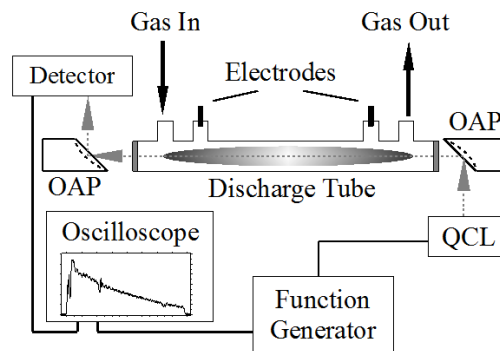 Gas In
Gas Out
Detector
Electrodes
OAP
OAP
Discharge Tube
Oscilloscope
QCL
Function
Generator